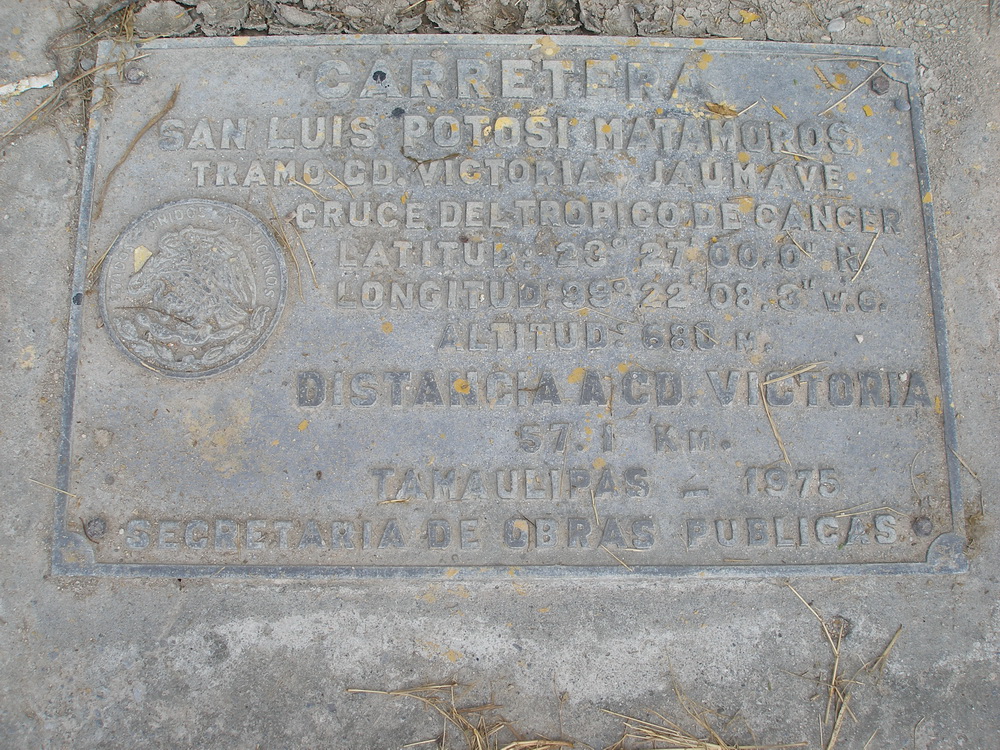 CARRETERA
SAN LUIS POTOSI MATAMOROS
TRAMO CD. VICTORIA JAUMAVE
CRUCE DEL TROPICO DE CANCER
LATITUD: 23° 27' 00.0" N.
LONGITUD: 99° 22' 08.3" W.G.
ALTITUD: 680 M.
DISTANCIA A CD. VICTORIA
57.1 KM.
TAMAULIPAS - 1975
SECRETARIA DE OBRAS PUBLICAS